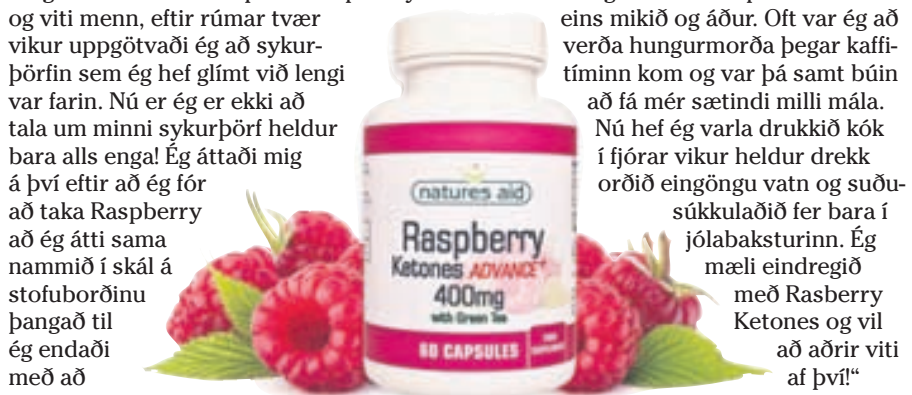 og viti menn, eftir rúmar tvær
vikur uppgötvaði ég að sykur-
þörfin sem ég hef glímt við lengi
var farin. Nú er ég er ekki að
tala um minni sykurþörf heldur
bara alls enga! Ég áttaði mig
á því eftir að ég fór
að taka Raspberry
að ég átti sama
nammið í skál á
stofuborðinu
þangað til
ég endaði
með að
natures aid
Raspberry
Ketones ADVANCE
400mg
with Green Tea
60 CAPSULES
eins mikið og áður. Oft var ég að
verða hungurmorða þegar kaffi-
tíminn kom og var þá samt búin
að fá mér sætindi milli mála.
Nú hef ég varla drukkið kók
í fjórar vikur heldur drekk
orðið eingöngu vatn og suðu-
súkkulaðið fer bara í
jólabaksturinn. Ég
mæli eindregið
með Rasberry
Ketones og vil
að aðrir viti
af því!“